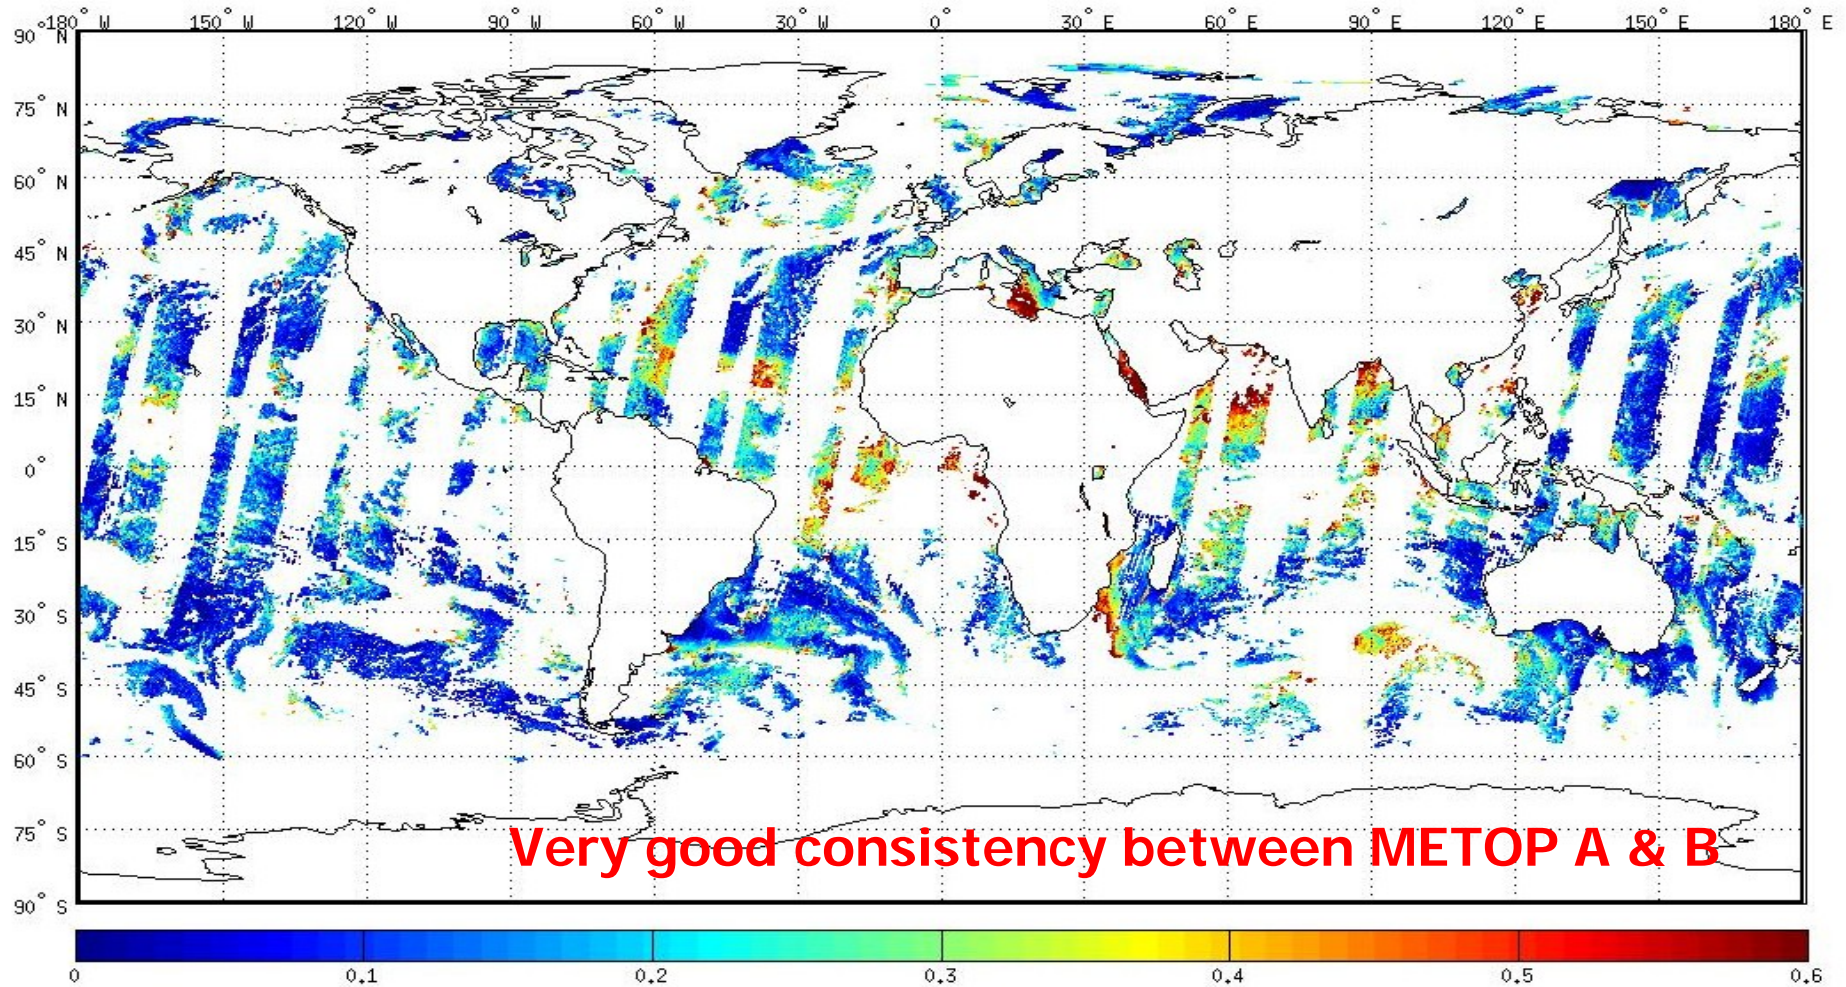 -180° W 150° W 120° W 90° W 60° W 30° W 0° 30° E 60° E 90° E 120° E 150° E 180° E
90° N
75° N
60° N
45° N
30° N
15° N
0°
15° S
30° S
45° S
60° S
75° S
Very good consistency between METOP A & B
90° S
0 0.1 0.2 0.3 0.4 0.5 0.6